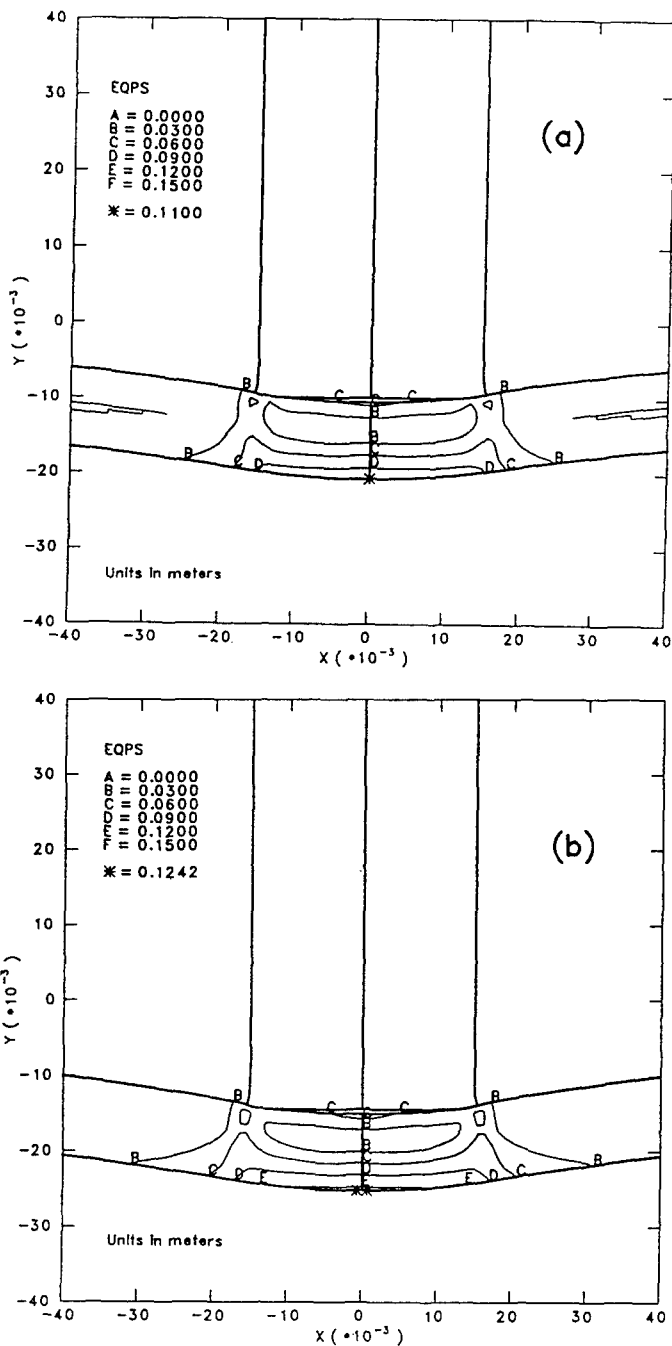 40
30
20
10
0
-10
-20
-30
-40
Y (*10⁻³)
EQPS
A = 0.0000
B = 0.0300
C = 0.0600
D = 0.0900
E = 0.1200
F = 0.1500
* = 0.1100
(a)
B C C B
B B
B C D D C B
Units in meters
-40 -30 -20 -10 0 10 20 30 40
X (*10⁻³)
40
30
20
10
0
-10
-20
-30
-40
Y (*10⁻³)
EQPS
A = 0.0000
B = 0.0300
C = 0.0600
D = 0.0900
E = 0.1200
F = 0.1500
* = 0.1242
(b)
B C C B
B
B
C
D
B C D E E D C B
Units in meters
-40 -30 -20 -10 0 10 20 30 40
X (*10⁻³)